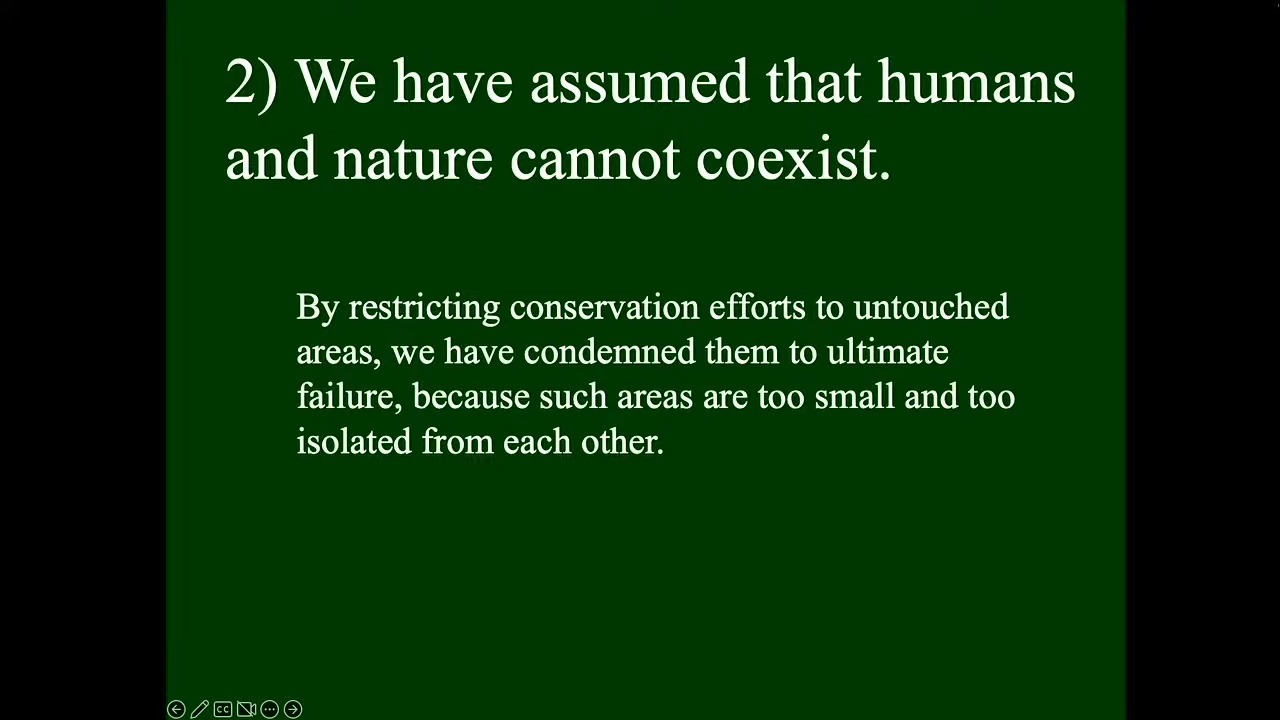 2) We have assumed that humans
and nature cannot coexist.
By restricting conservation efforts to untouched
areas, we have condemned them to ultimate
failure, because such areas are too small and too
isolated from each other.
CC